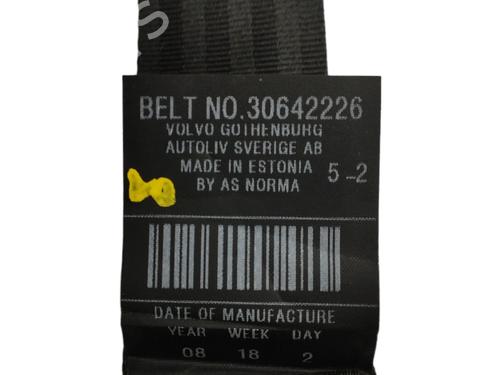 BELT NO.30642226
VOLVO GOTHENBURG
AUTOLIV SVERIGE AB
MADE IN ESTONIA 5-2
BY AS NORMA
DATE OF MANUFACTURE
YEAR WEEK DAY
08 18 2